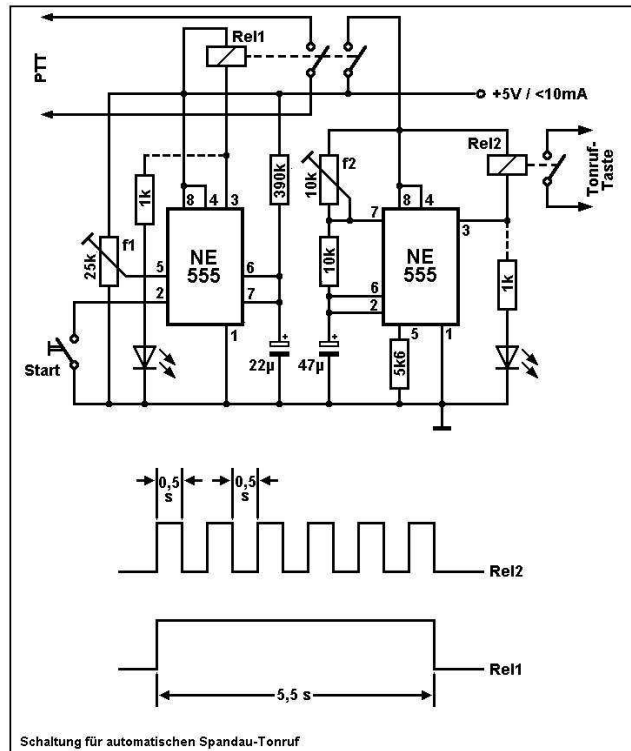 Rel1
PTT
+5V / <10mA
Rel2
Tonruf-
Taste
1k
390k
10k
f2
8
4
3
7
8
4
3
f1
25k
5
NE
555
6
10k
NE
555
2
7
6
2
1k
1
5
1
Start
+
22µ
+
47µ
5k6
0,5
s
0,5
s
Rel2
Rel1
5,5 s
Schaltung für automatischen Spandau-Tonruf